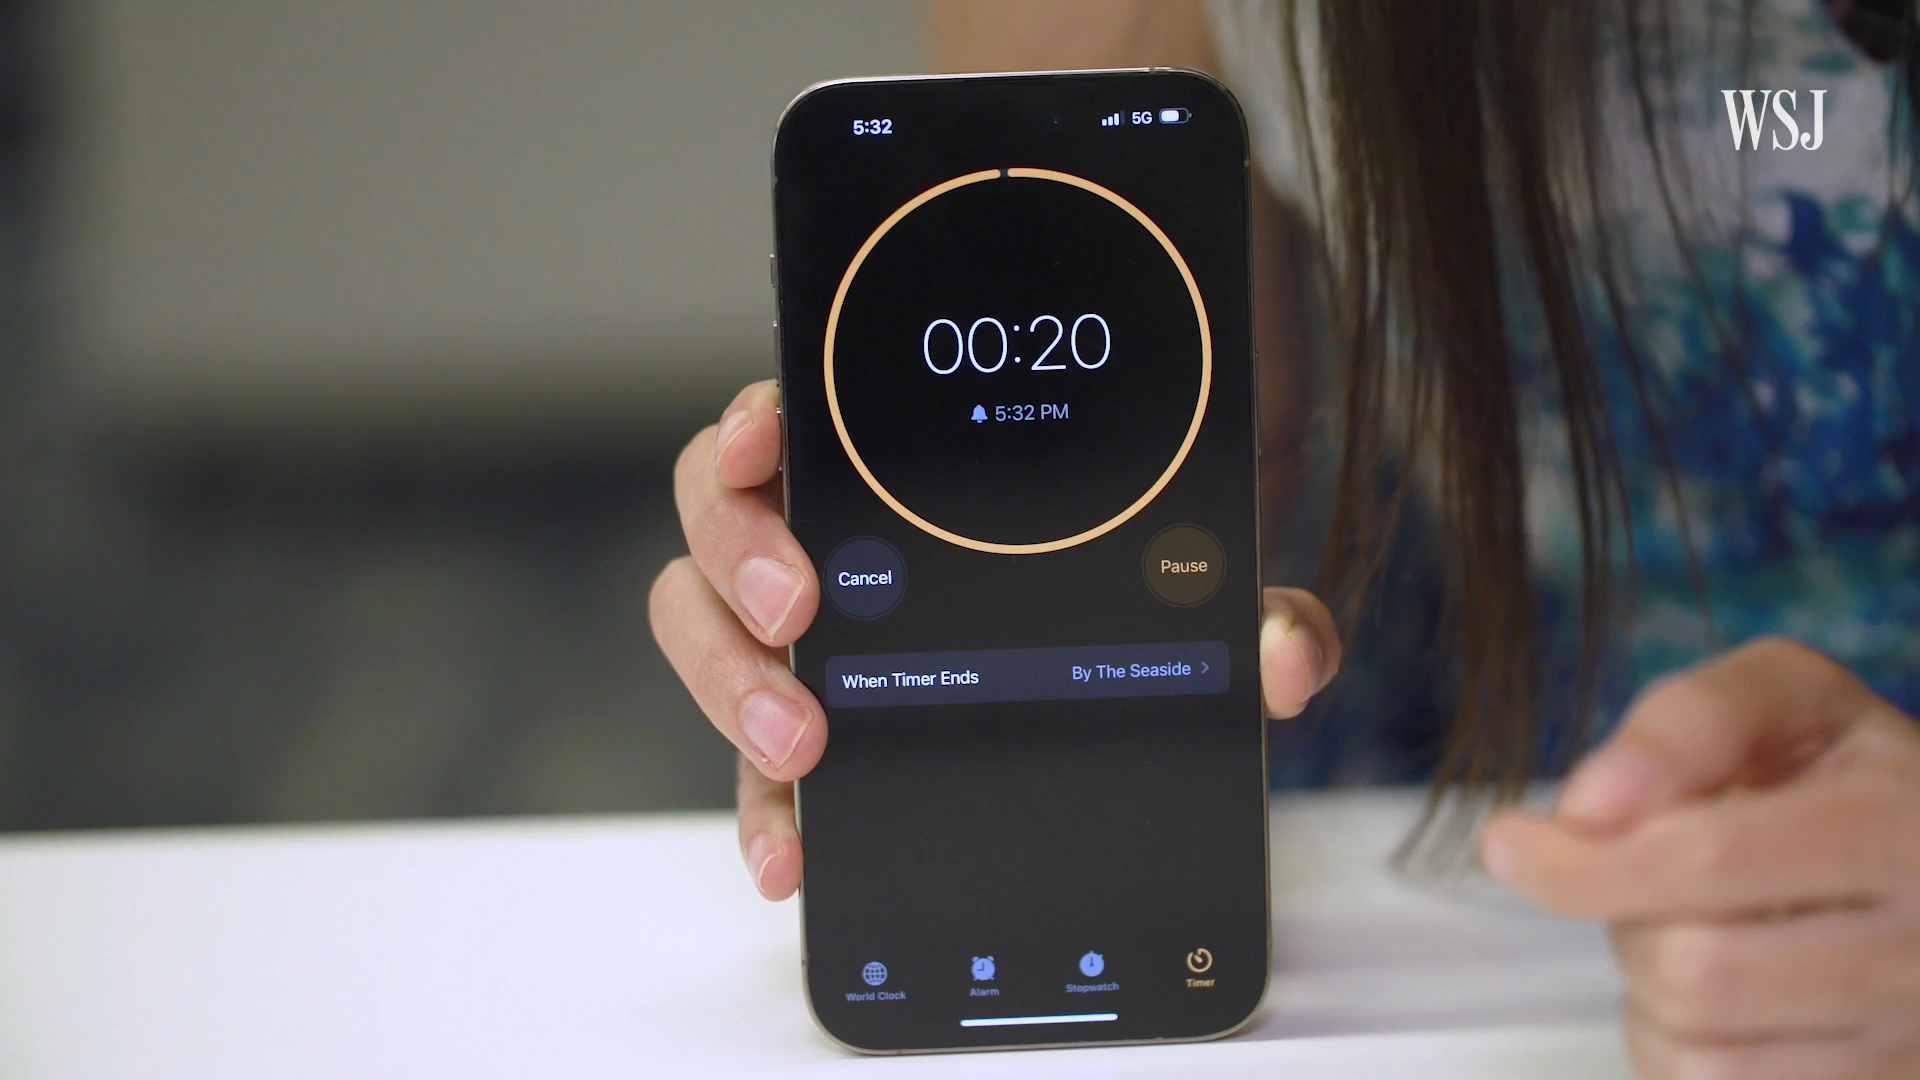 WSJ
5:32 5G
00:20
5:32 PM
Cancel Pause
When Timer Ends By The Seaside
World Clock Alarm Stopwatch Timer